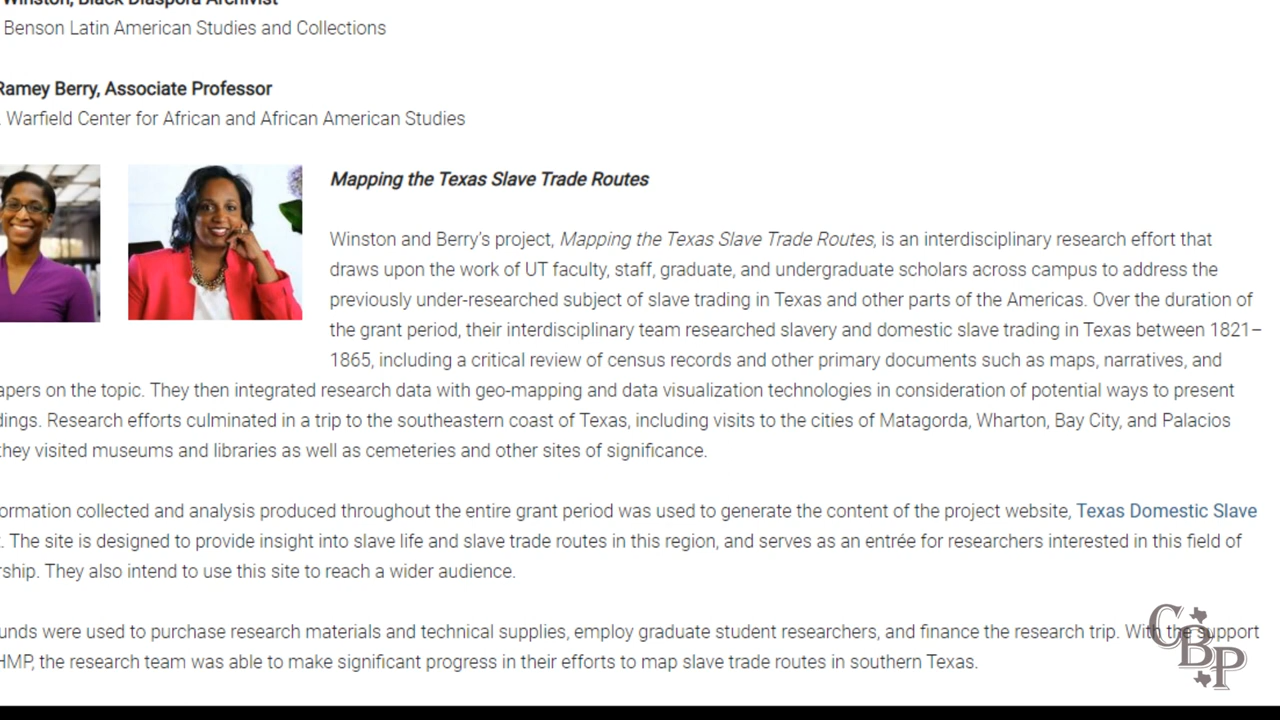 Winston, Black Diaspora Archivist
Benson Latin American Studies and Collections
Ramey Berry, Associate Professor
. Warfield Center for African and African American Studies
Mapping the Texas Slave Trade Routes
Winston and Berry's project, Mapping the Texas Slave Trade Routes, is an interdisciplinary research effort that
draws upon the work of UT faculty, staff, graduate, and undergraduate scholars across campus to address the
previously under-researched subject of slave trading in Texas and other parts of the Americas. Over the duration of
the grant period, their interdisciplinary team researched slavery and domestic slave trading in Texas between 1821–
1865, including a critical review of census records and other primary documents such as maps, narratives, and
apers on the topic. They then integrated research data with geo-mapping and data visualization technologies in consideration of potential ways to present
dings. Research efforts culminated in a trip to the southeastern coast of Texas, including visits to the cities of Matagorda, Wharton, Bay City, and Palacios
they visited museums and libraries as well as cemeteries and other sites of significance.
ormation collected and analysis produced throughout the entire grant period was used to generate the content of the project website, Texas Domestic Slave
. The site is designed to provide insight into slave life and slave trade routes in this region, and serves as an entrée for researchers interested in this field of
rship. They also intend to use this site to reach a wider audience.
unds were used to purchase research materials and technical supplies, employ graduate student researchers, and finance the research trip. With the support
HMP, the research team was able to make significant progress in their efforts to map slave trade routes in southern Texas.
CBP